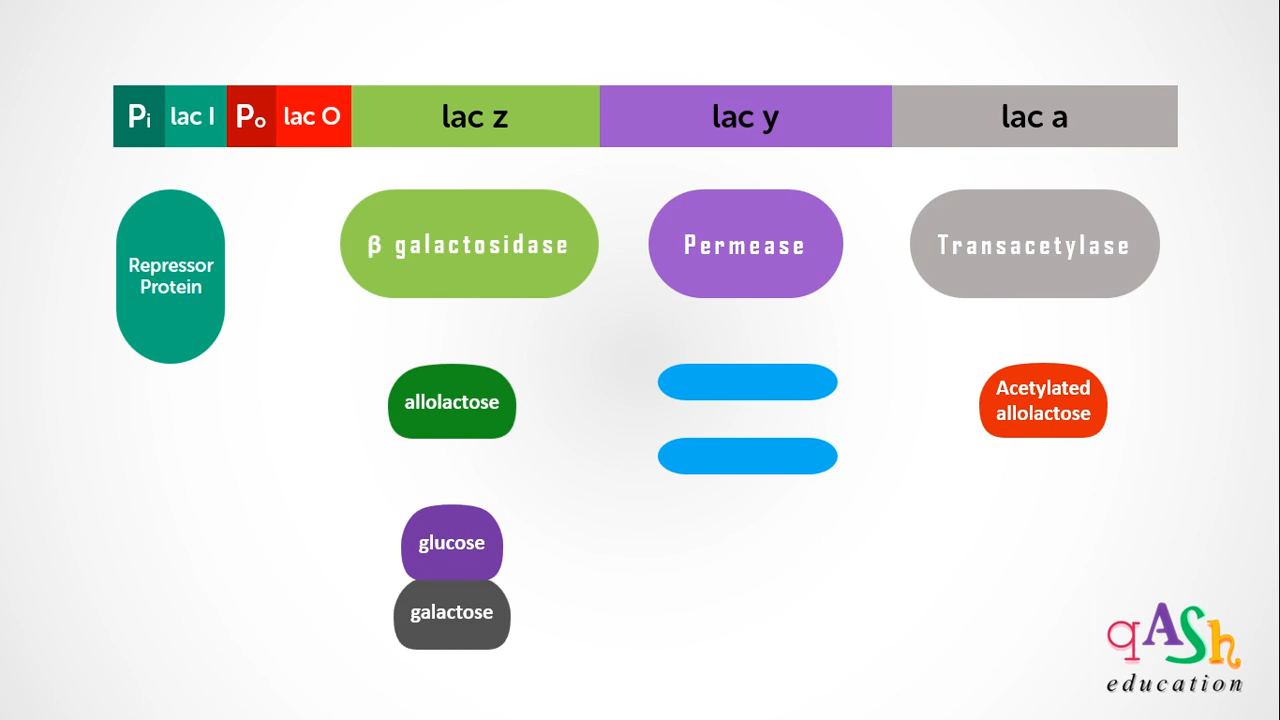 Pi lac I Po lac O lac z lac y lac a
Repressor
Protein
β galactosidase
Permease
Transacetylase
allolactose
Acetylated
allolactose
glucose
galactose
qASh
education